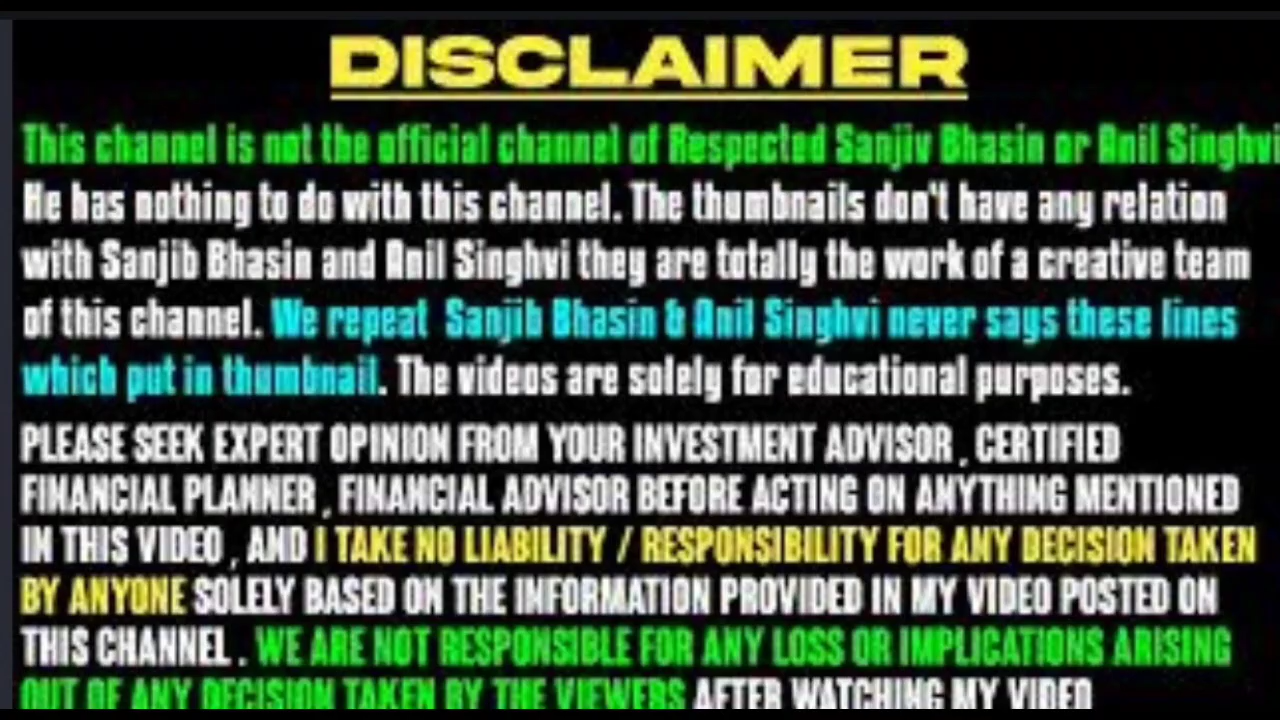 DISCLAIMER
This channel is not the official channel of Respected Sanjiv Bhasin or Anil Singhvi
He has nothing to do with this channel. The thumbnails don't have any relation
with Sanjib Bhasin and Anil Singhvi they are totally the work of a creative team
of this channel. We repeat Sanjib Bhasin & Anil Singhvi never says these lines
which put in thumbnail. The videos are solely for educational purposes.
PLEASE SEEK EXPERT OPINION FROM YOUR INVESTMENT ADVISOR , CERTIFIED
FINANCIAL PLANNER , FINANCIAL ADVISOR BEFORE ACTING ON ANYTHING MENTIONED
IN THIS VIDEO , AND I TAKE NO LIABILITY / RESPONSIBILITY FOR ANY DECISION TAKEN
BY ANYONE SOLELY BASED ON THE INFORMATION PROVIDED IN MY VIDEO POSTED ON
THIS CHANNEL . WE ARE NOT RESPONSIBLE FOR ANY LOSS OR IMPLICATIONS ARISING
OUT OF ANY DECISION TAKEN BY THE VIEWERS AFTER WATCHING MY VIDEO